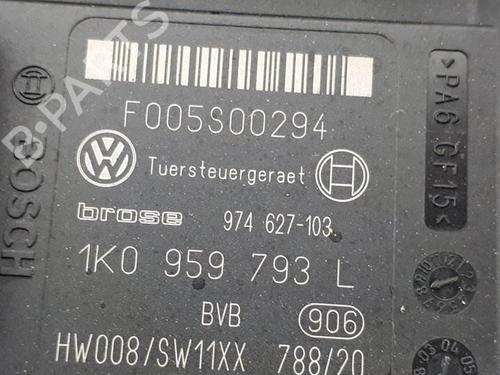 F005S00294
Tuersteuergeraet
brose 974 627-103
1K0 959 793 L
BVB 906
HW008/SW11XX 788/20
BOSCH
>PA6 GF15<
B-PARTS